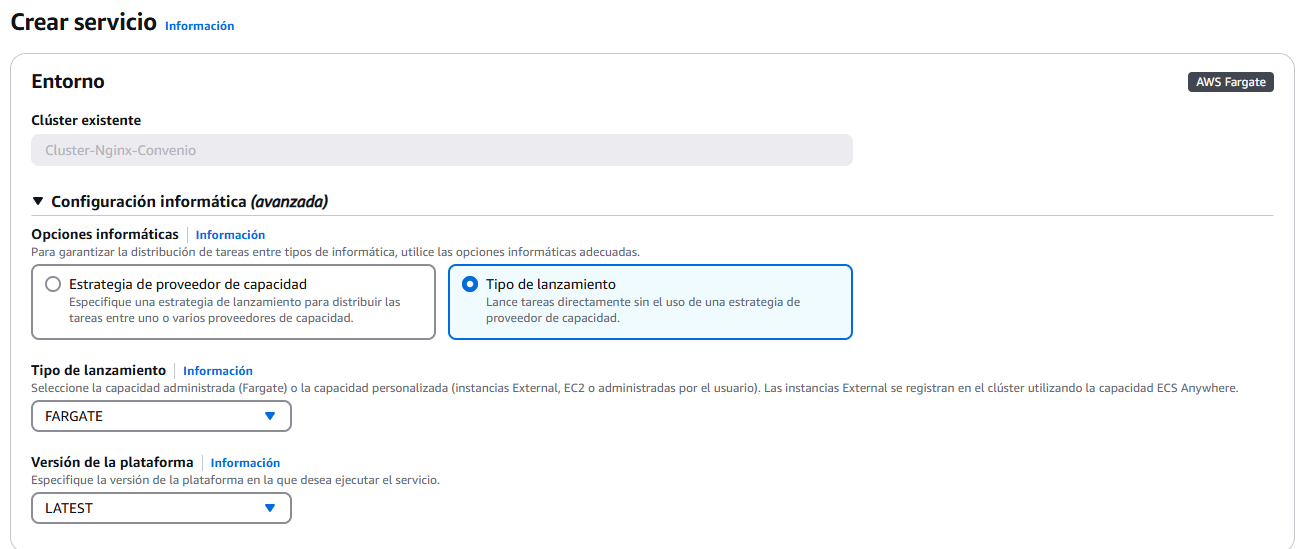 Crear servicio Información
Entorno
AWS Fargate
Clúster existente
Cluster-Nginx-Convenio
Configuración informática (avanzada)
Opciones informáticas Información
Para garantizar la distribución de tareas entre tipos de informática, utilice las opciones informáticas adecuadas.
Estrategia de proveedor de capacidad
Especifique una estrategia de lanzamiento para distribuir las
tareas entre uno o varios proveedores de capacidad.
Tipo de lanzamiento
Lance tareas directamente sin el uso de una estrategia de
proveedor de capacidad.
Tipo de lanzamiento Información
Seleccione la capacidad administrada (Fargate) o la capacidad personalizada (instancias External, EC2 o administradas por el usuario). Las instancias External se registran en el clúster utilizando la capacidad ECS Anywhere.
FARGATE
Versión de la plataforma Información
Especifique la versión de la plataforma en la que desea ejecutar el servicio.
LATEST